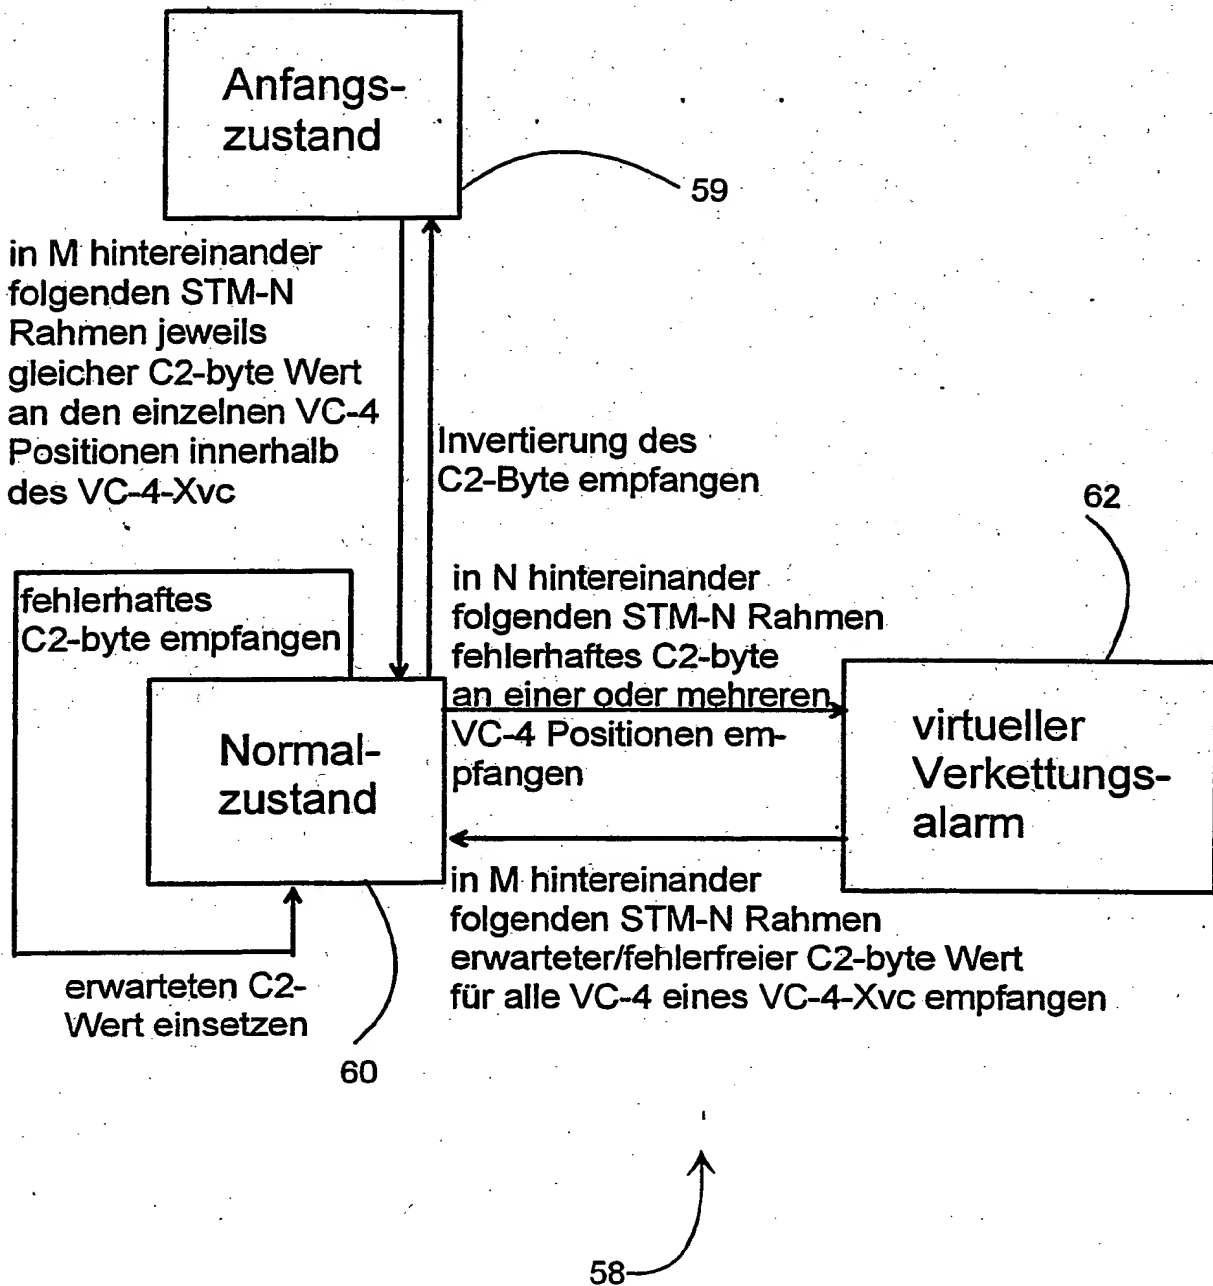 Anfangs-
zustand
59
in M hintereinander
folgenden STM-N
Rahmen jeweils
gleicher C2-byte Wert
an den einzelnen VC-4
Positionen innerhalb
des VC-4-Xvc
Invertierung des
C2-Byte empfangen
62
fehlerhaftes
C2-byte empfangen
in N hintereinander
folgenden STM-N Rahmen
fehlerhaftes C2-byte
an einer oder mehreren
VC-4 Positionen em-
pfangen
Normal-
zustand
virtueller
Verkettungs-
alarm
in M hintereinander
folgenden STM-N Rahmen
erwarteter/fehlerfreier C2-byte Wert
für alle VC-4 eines VC-4-Xvc empfangen
erwarteten C2-
Wert einsetzen
60
58